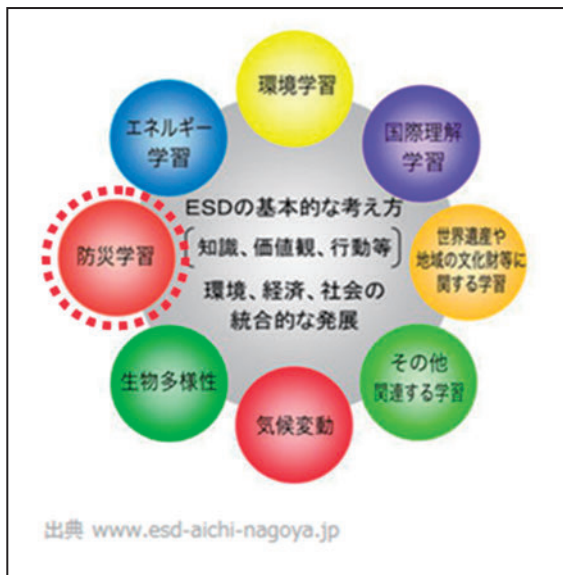 環境学習
エネルギー
学習
国際理解
学習
ESDの基本的な考え方
知識、価値観、行動等
環境、経済、社会の
統合的な発展
防災学習
世界遺産や
地域の文化財等に
関する学習
生物多様性
その他
関連する学習
気候変動
出典 www.esd-aichi-nagoya.jp